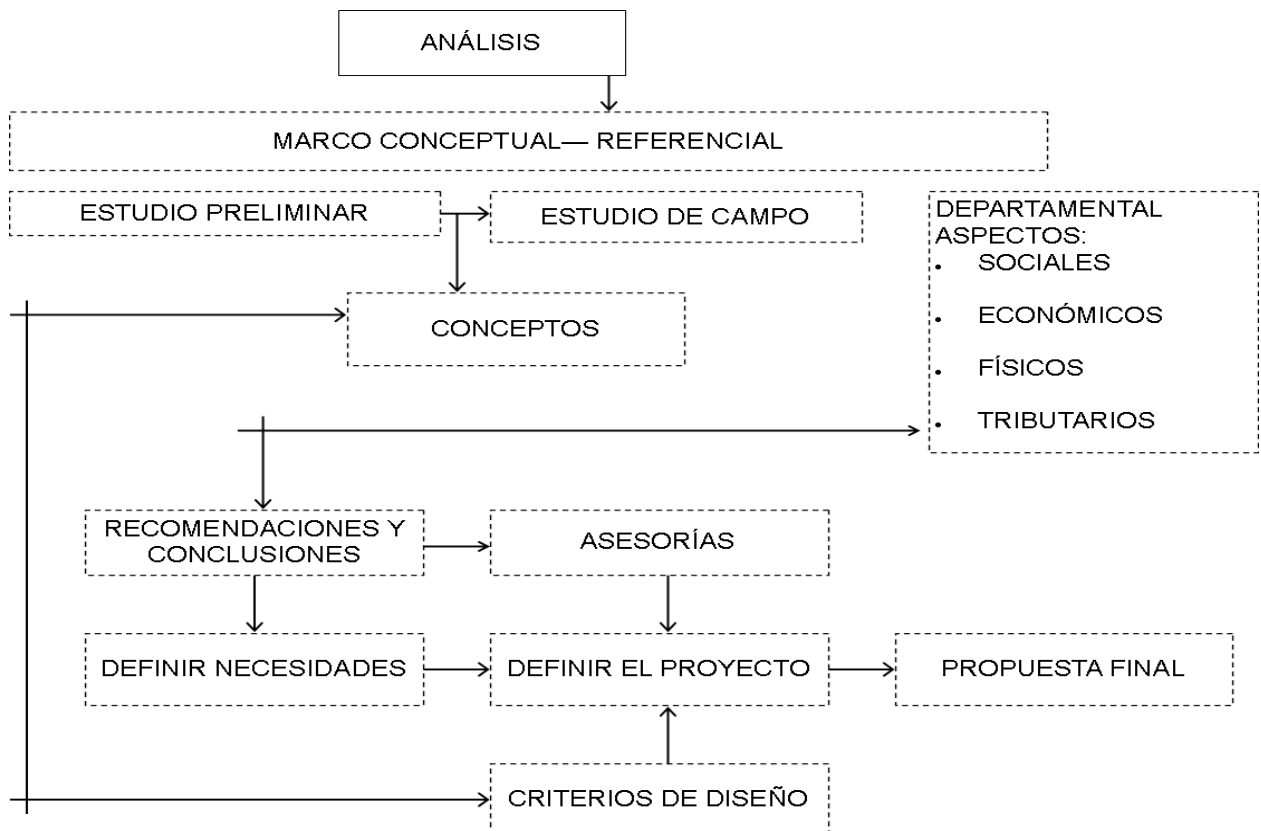 ANÁLISIS
MARCO CONCEPTUAL— REFERENCIAL
ESTUDIO PRELIMINAR
ESTUDIO DE CAMPO
DEPARTAMENTAL
ASPECTOS:
• SOCIALES
• ECONÓMICOS
• FÍSICOS
• TRIBUTARIOS
CONCEPTOS
RECOMENDACIONES Y
CONCLUSIONES
ASESORÍAS
DEFINIR NECESIDADES
DEFINIR EL PROYECTO
PROPUESTA FINAL
CRITERIOS DE DISEÑO